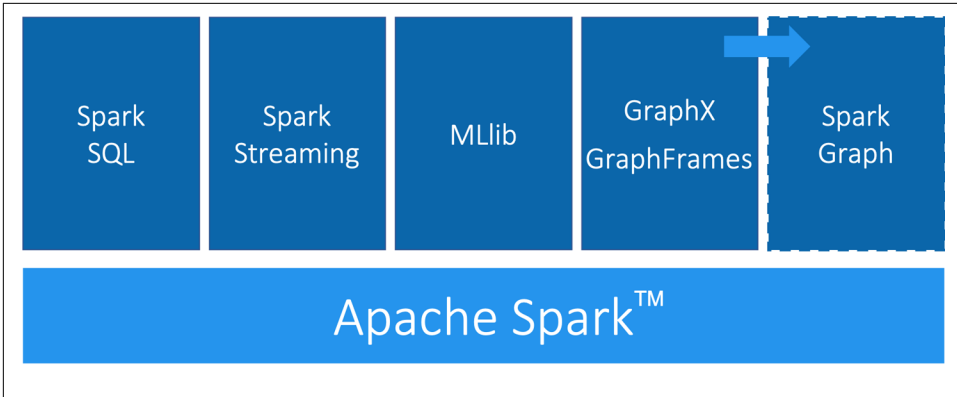 Spark
SQL
Spark
Streaming
MLlib
GraphX
GraphFrames
Spark
Graph
Apache Spark™